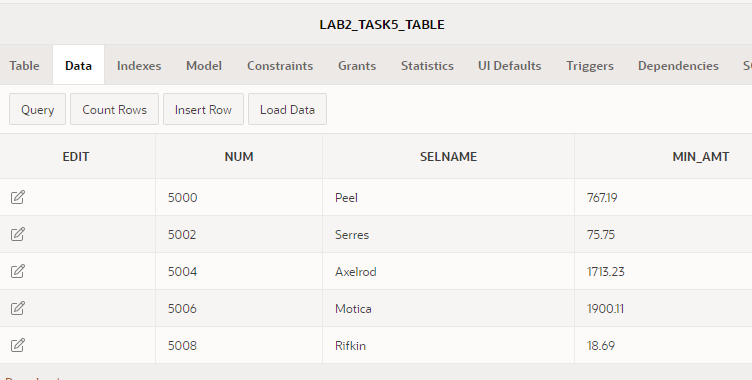 LAB2_TASK5_TABLE
Table Data Indexes Model Constraints Grants Statistics UI Defaults Triggers Dependencies
Query Count Rows Insert Row Load Data
EDIT NUM SELNAME MIN_AMT
5000 Peel 767.19
5002 Serres 75.75
5004 Axelrod 1713.23
5006 Motica 1900.11
5008 Rifkin 18.69